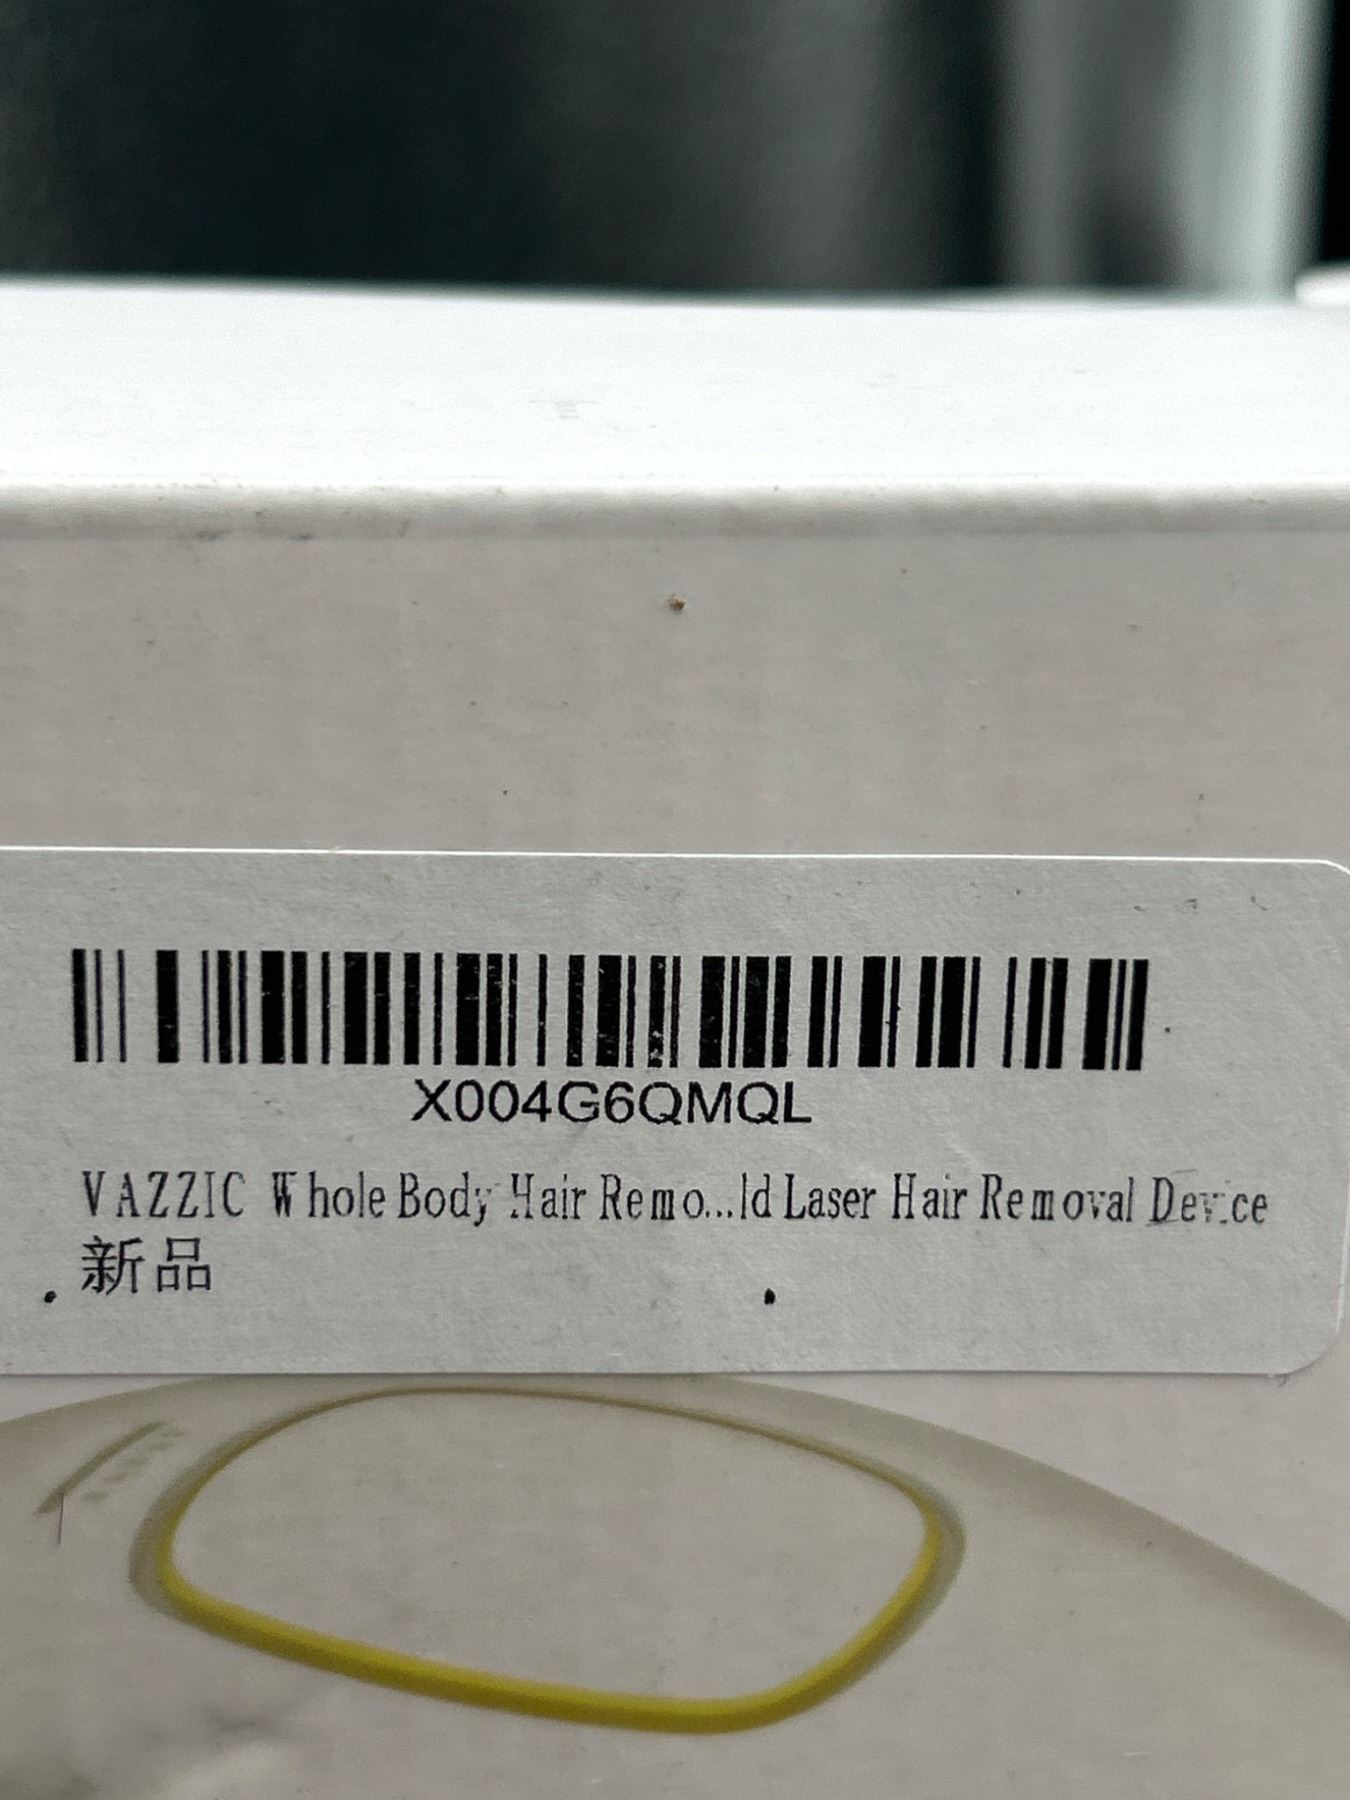 X004G6QMQL
VAZZIC Whole Body Hair Remo...ld Laser Hair Removal Device
新品